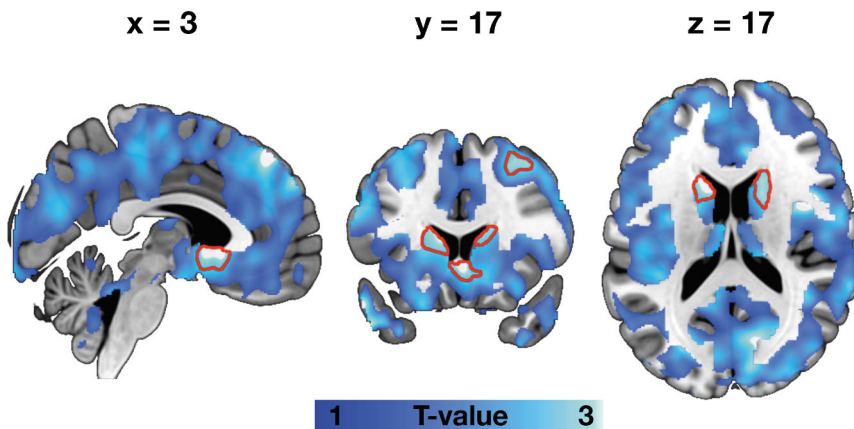 x = 3 y = 17 z = 17
1 T-value 3